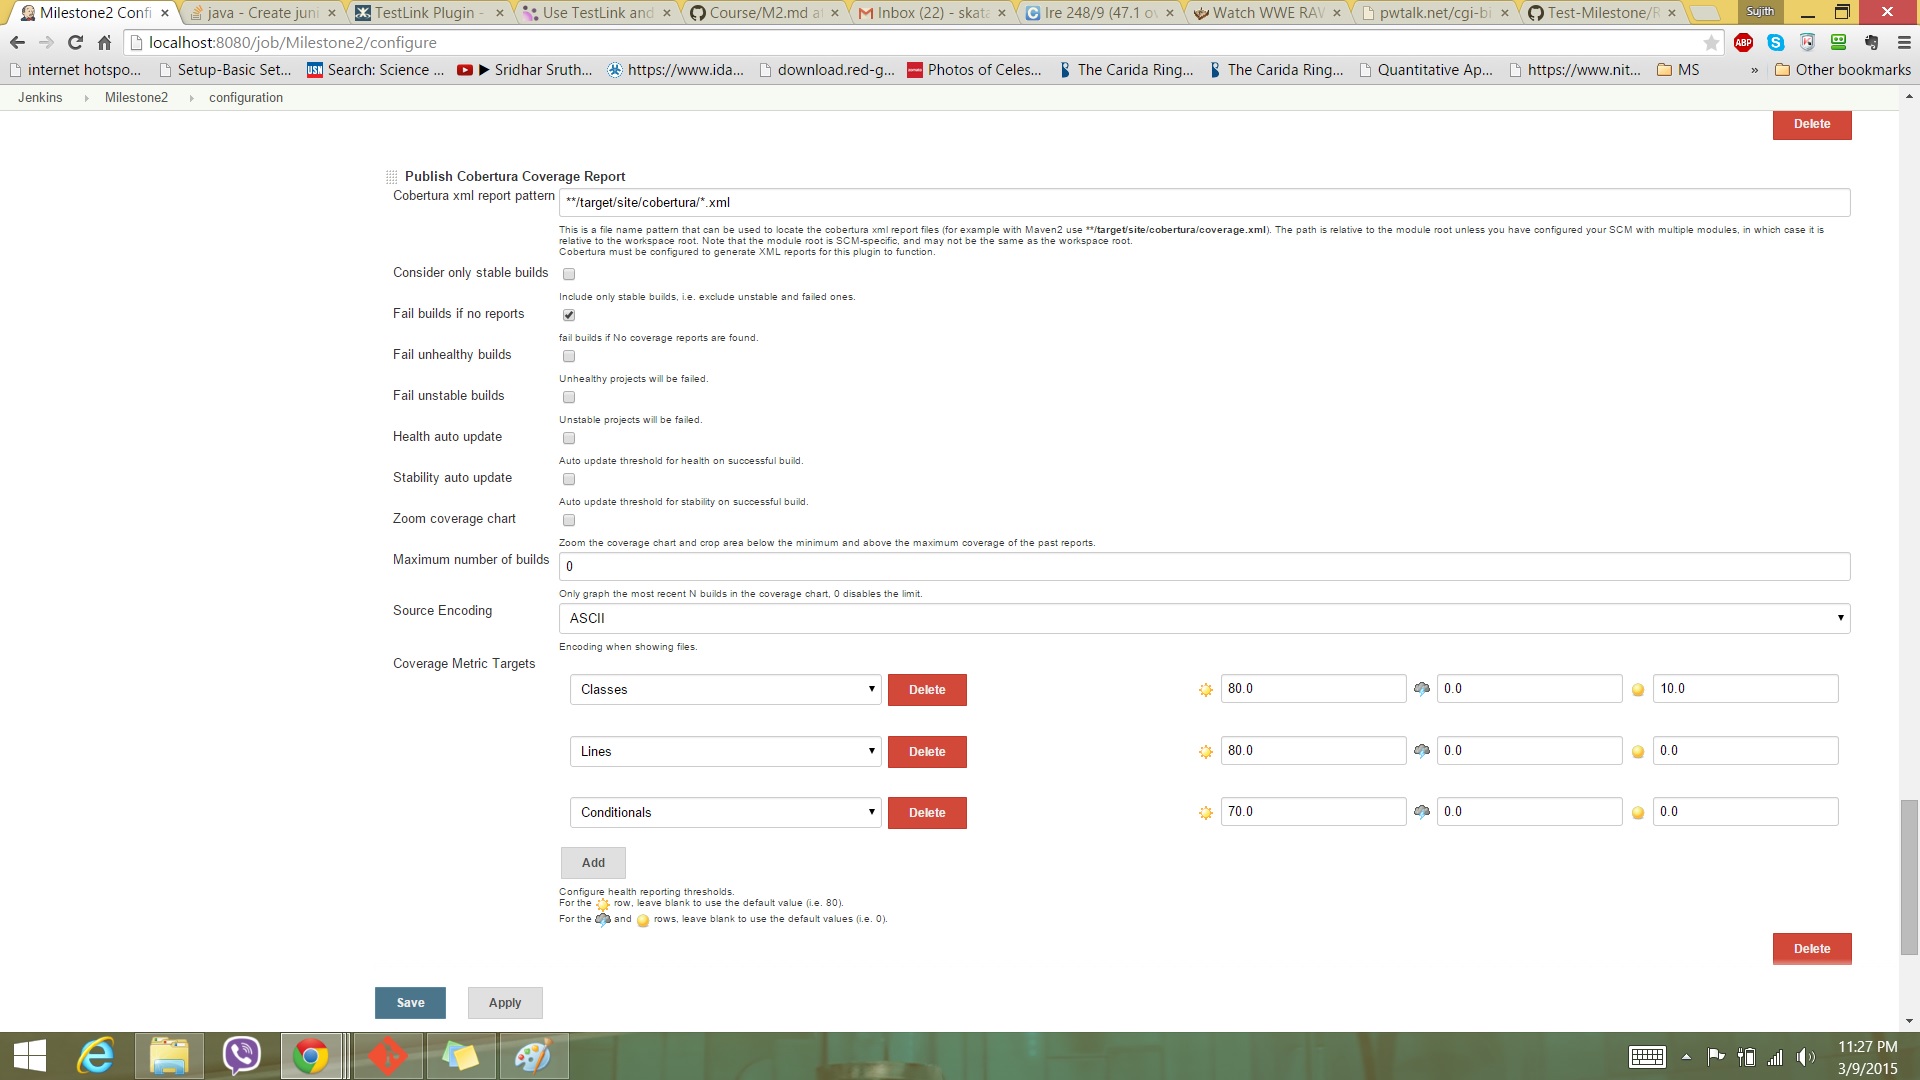 Milestone2 Confi
java - Create juni
TestLink Plugin -
Use TestLink and
Course/M2.md at
Inbox (22) - skata
Ire 248/9 (47.1 ov
Watch WWE RAW
pwtalk.net/cgi-bi
Test-Milestone/R
Sujith
localhost:8080/job/Milestone2/configure
ABP
internet hotspo...
Setup-Basic Set...
USN Search: Science ...
▶ Sridhar Sruth...
https://www.ida...
download.red-g...
Photos of Celes...
The Carida Ring...
The Carida Ring...
Quantitative Ap...
https://www.nit...
MS
»
Other bookmarks
Jenkins
Milestone2
configuration
Delete
Publish Cobertura Coverage Report
Cobertura xml report pattern
**/target/site/cobertura/*.xml
This is a file name pattern that can be used to locate the cobertura xml report files (for example with Maven2 use **/target/site/cobertura/coverage.xml). The path is relative to the module root unless you have configured your SCM with multiple modules, in which case it is
relative to the workspace root. Note that the module root is SCM-specific, and may not be the same as the workspace root.
Cobertura must be configured to generate XML reports for this plugin to function.
Consider only stable builds
Include only stable builds, i.e. exclude unstable and failed ones.
Fail builds if no reports
fail builds if No coverage reports are found.
Fail unhealthy builds
Unhealthy projects will be failed.
Fail unstable builds
Unstable projects will be failed.
Health auto update
Auto update threshold for health on successful build.
Stability auto update
Auto update threshold for stability on successful build.
Zoom coverage chart
Zoom the coverage chart and crop area below the minimum and above the maximum coverage of the past reports.
Maximum number of builds
0
Only graph the most recent N builds in the coverage chart, 0 disables the limit.
Source Encoding
ASCII
Encoding when showing files.
Coverage Metric Targets
Classes Delete 80.0 0.0 10.0
Lines Delete 80.0 0.0 0.0
Conditionals Delete 70.0 0.0 0.0
Add
Configure health reporting thresholds.
For the row, leave blank to use the default value (i.e. 80).
For the and rows, leave blank to use the default values (i.e. 0).
Delete
Save
Apply
11:27 PM
3/9/2015